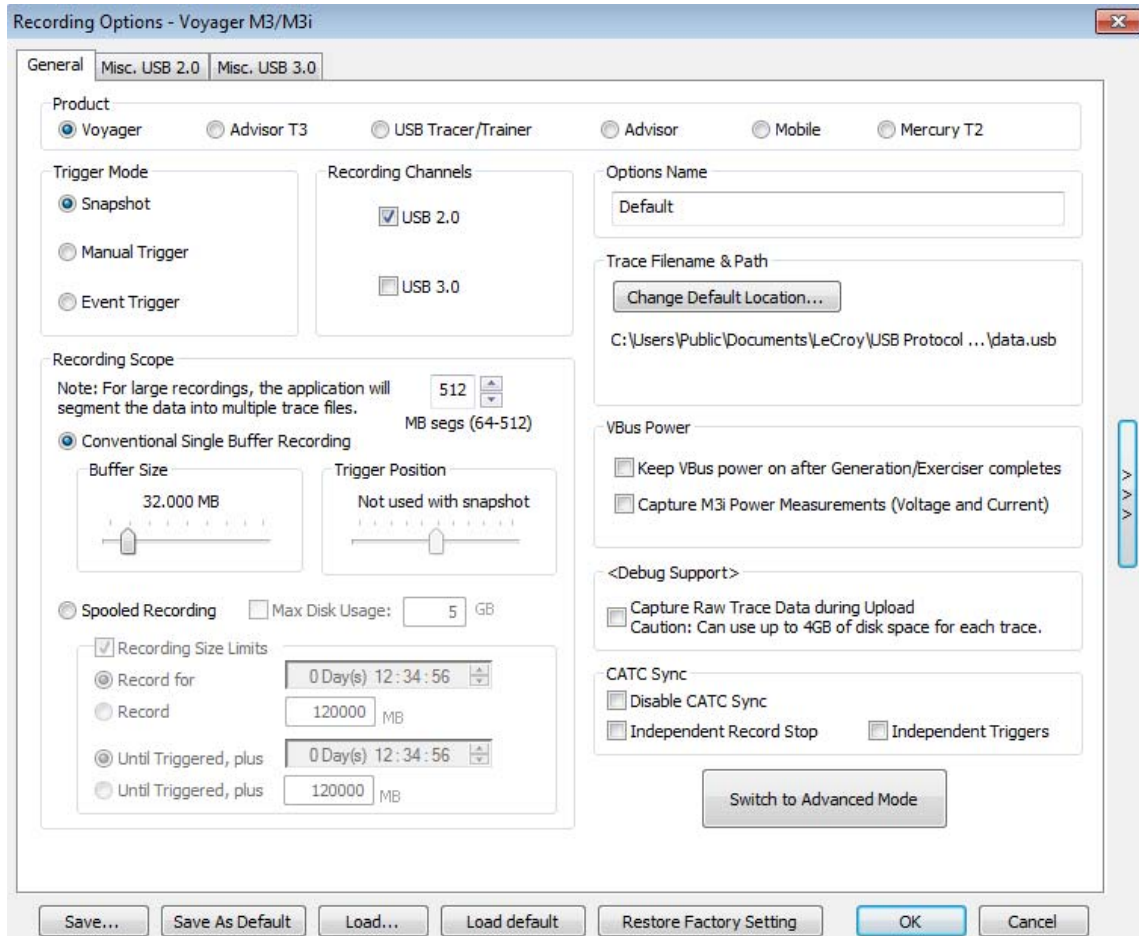 Recording Options - Voyager M3/M3i
General
Misc. USB 2.0
Misc. USB 3.0
Product
Voyager
Advisor T3
USB Tracer/Trainer
Advisor
Mobile
Mercury T2
Trigger Mode
Snapshot
Manual Trigger
Event Trigger
Recording Channels
USB 2.0
USB 3.0
Options Name
Default
Trace Filename & Path
Change Default Location...
C:\Users\Public\Documents\LeCroy\USB Protocol ...\data.usb
Recording Scope
Note: For large recordings, the application will
segment the data into multiple trace files.
512
MB segs (64-512)
Conventional Single Buffer Recording
Buffer Size
32.000 MB
Trigger Position
Not used with snapshot
Spooled Recording
Max Disk Usage:
5
GB
Recording Size Limits
Record for
0 Day(s) 12:34:56
Record
120000
MB
Until Triggered, plus
0 Day(s) 12:34:56
Until Triggered, plus
120000
MB
VBus Power
Keep VBus power on after Generation/Exerciser completes
Capture M3i Power Measurements (Voltage and Current)
<Debug Support>
Capture Raw Trace Data during Upload
Caution: Can use up to 4GB of disk space for each trace.
CATC Sync
Disable CATC Sync
Independent Record Stop
Independent Triggers
Switch to Advanced Mode
>
>
>
Save...
Save As Default
Load...
Load default
Restore Factory Setting
OK
Cancel